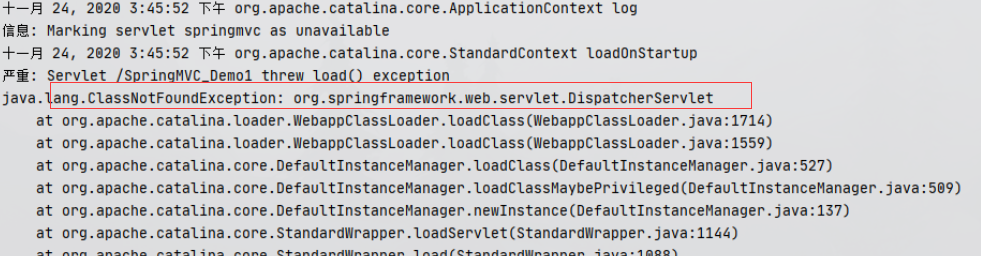 十一月 24, 2020 3:45:52 下午 org.apache.catalina.core.ApplicationContext log
信息: Marking servlet springmvc as unavailable
十一月 24, 2020 3:45:52 下午 org.apache.catalina.core.StandardContext loadOnStartup
严重: Servlet /SpringMVC_Demo1 threw load() exception
java.lang.ClassNotFoundException: org.springframework.web.servlet.DispatcherServlet
at org.apache.catalina.loader.WebappClassLoader.loadClass(WebappClassLoader.java:1714)
at org.apache.catalina.loader.WebappClassLoader.loadClass(WebappClassLoader.java:1559)
at org.apache.catalina.core.DefaultInstanceManager.loadClass(DefaultInstanceManager.java:527)
at org.apache.catalina.core.DefaultInstanceManager.loadClassMaybePrivileged(DefaultInstanceManager.java:509)
at org.apache.catalina.core.DefaultInstanceManager.newInstance(DefaultInstanceManager.java:137)
at org.apache.catalina.core.StandardWrapper.loadServlet(StandardWrapper.java:1144)
at org.apache.catalina.core.StandardWrapper.load(StandardWrapper.java:1088)